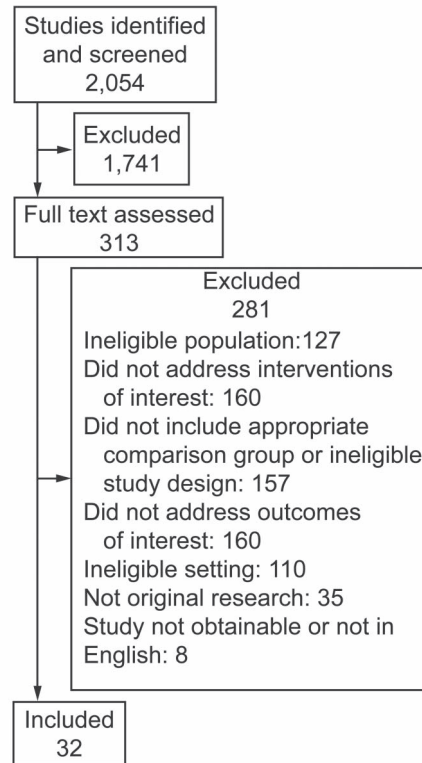 Studies identified
and screened
2,054
Excluded
1,741
Full text assessed
313
Excluded
281
Ineligible population:127
Did not address interventions
of interest: 160
Did not include appropriate
comparison group or ineligible
study design: 157
Did not address outcomes
of interest: 160
Ineligible setting: 110
Not original research: 35
Study not obtainable or not in
English: 8
Included
32